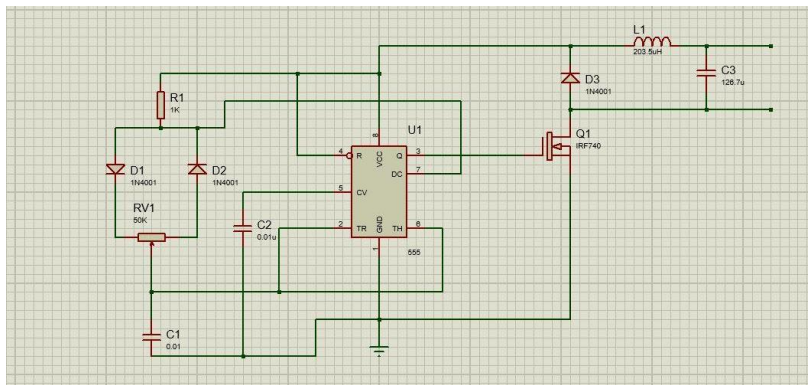 L1
203.5uH
C3
126.7u
D3
1N4001
R1
1K
U1
Q1
IRF740
8
VCC
4
R
Q
3
DC
7
D1
1N4001
D2
1N4001
5
CV
RV1
50K
C2
0.01u
2
TR
GND
TH
6
1
555
C1
0.01